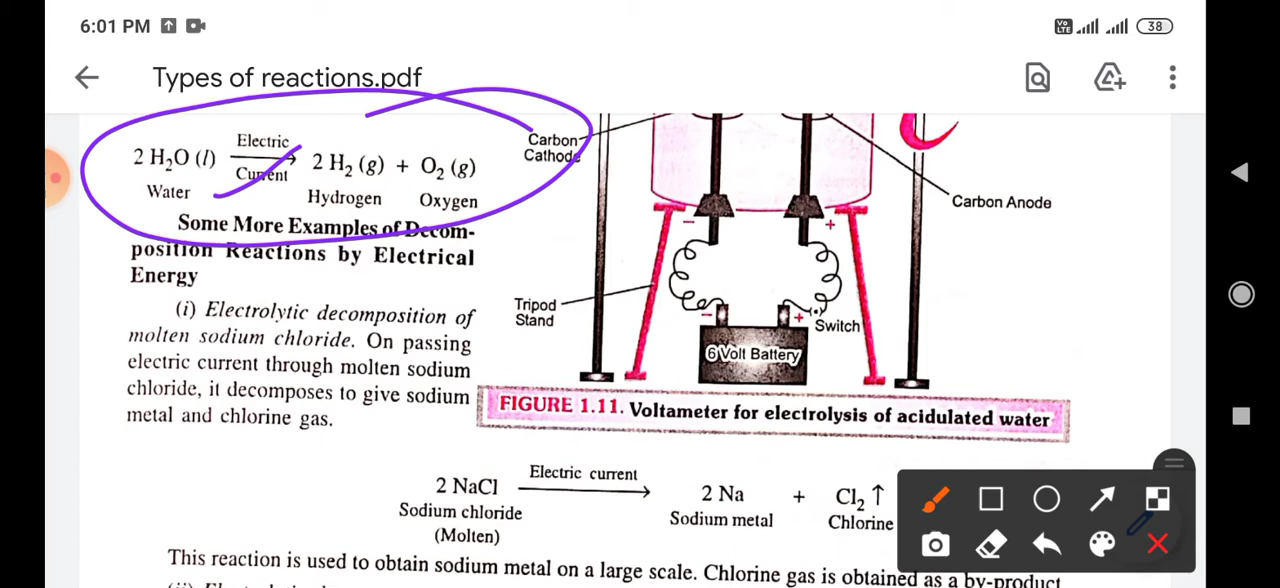 6:01 PM
Vo LTE
38
Types of reactions.pdf
2 H₂O (l) Electric Current 2 H₂ (g) + O₂ (g)
Water Hydrogen Oxygen
Some More Examples of Decom-
position Reactions by Electrical
Energy
(i) Electrolytic decomposition of
molten sodium chloride. On passing
electric current through molten sodium
chloride, it decomposes to give sodium
metal and chlorine gas.
Carbon
Cathode
Carbon Anode
−
+
Tripod
Stand
−
+
Switch
6 Volt Battery
FIGURE 1.11. Voltameter for electrolysis of acidulated water
Electric current
2 NaCl ⟶ 2 Na + Cl₂ ↑
Sodium chloride Sodium metal Chlorine
(Molten)
This reaction is used to obtain sodium metal on a large scale. Chlorine gas is obtained as a by-product